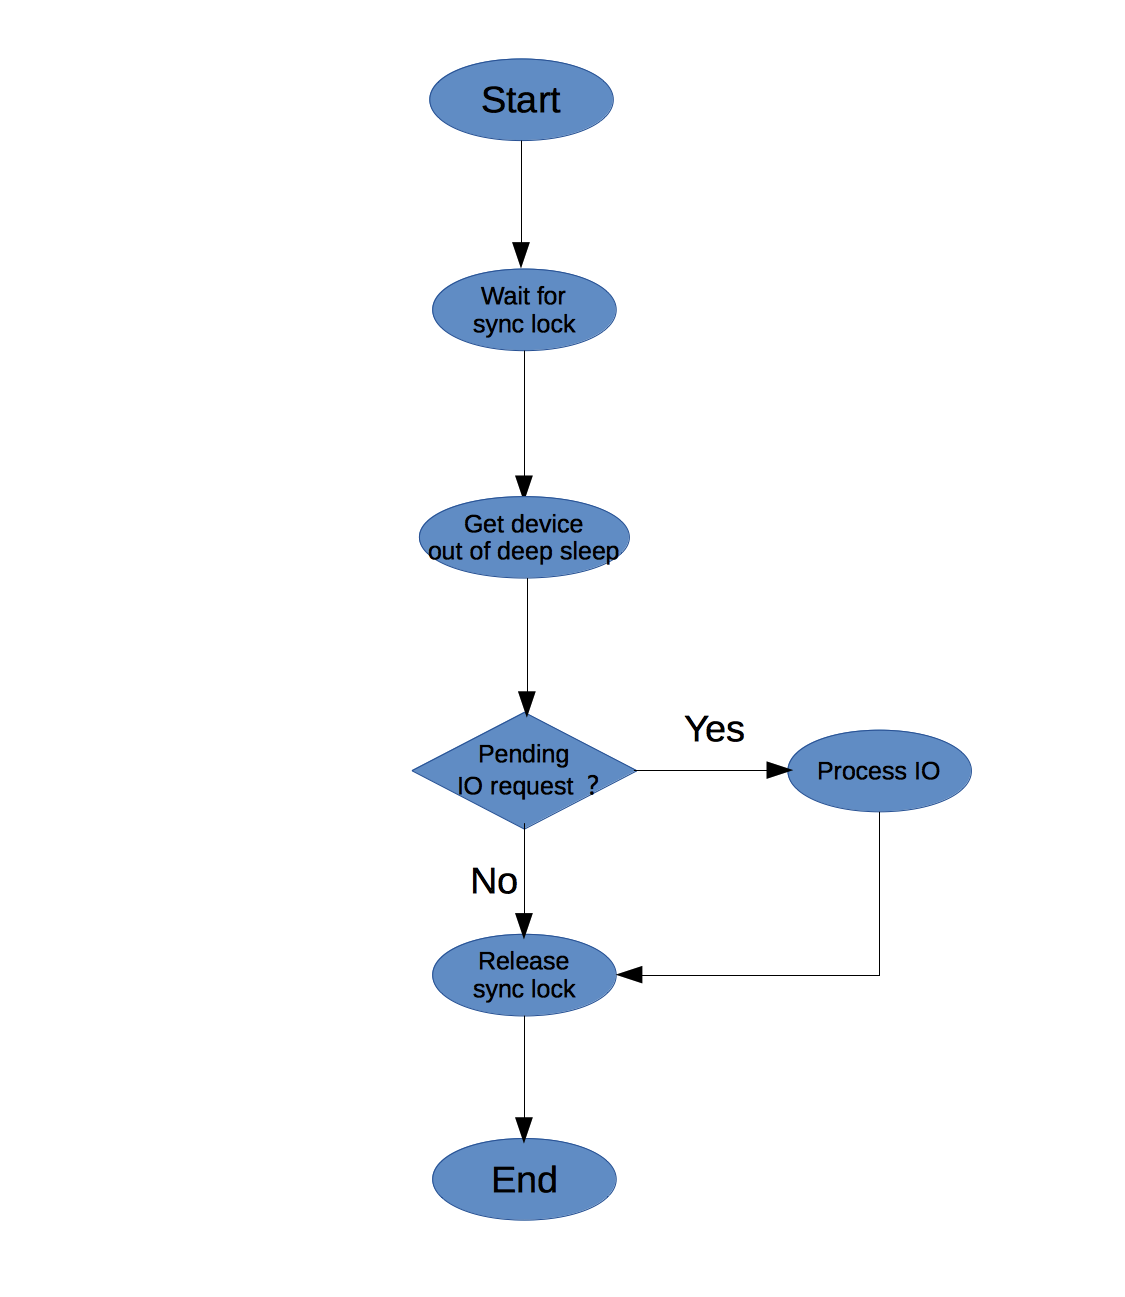 Start
Wait for
sync lock
Get device
out of deep sleep
Pending
IO request ?
Yes
Process IO
No
Release
sync lock
End